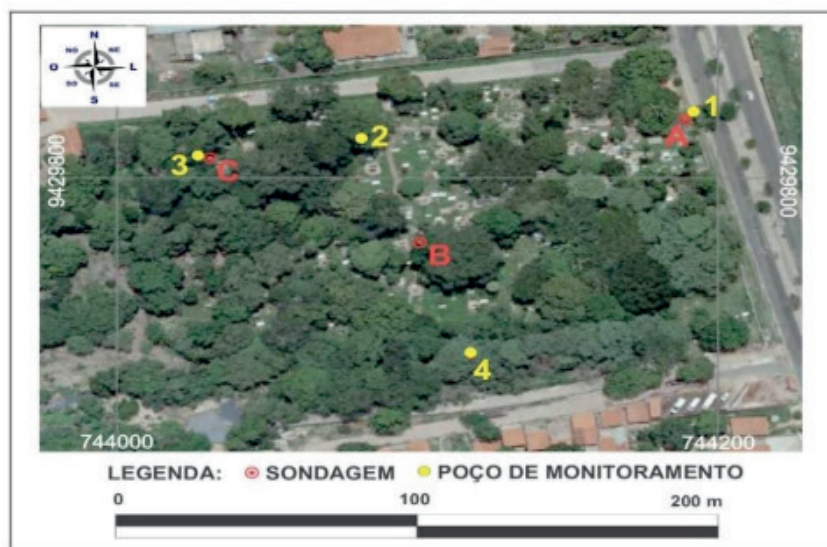 N
NO NE
O L
SO SE
S
1
A
2
3
C
9429800
9429800
B
4
744000
744200
LEGENDA: SONDAGEM POÇO DE MONITORAMENTO
0 100 200 m